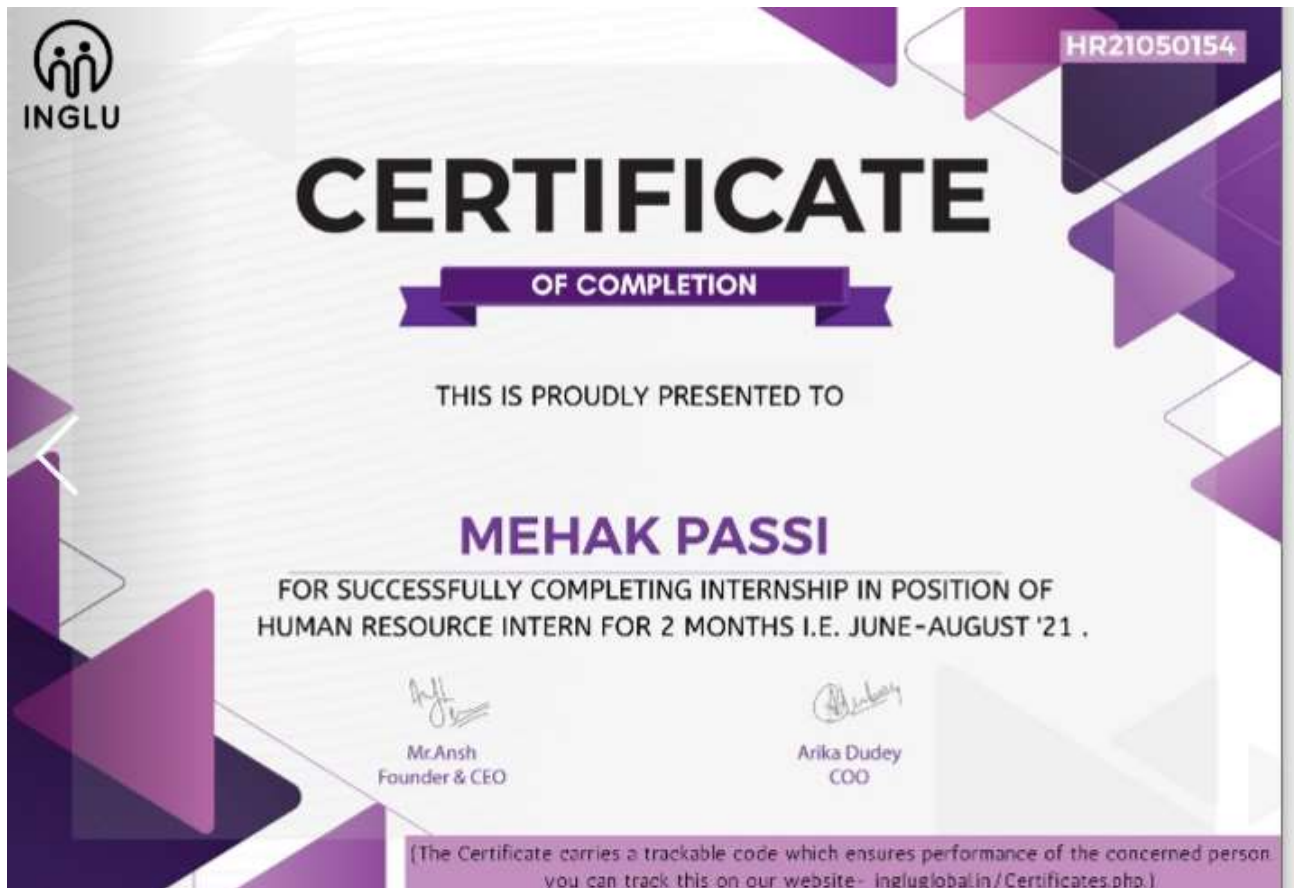 INGLU
HR21050154
CERTIFICATE
OF COMPLETION
THIS IS PROUDLY PRESENTED TO
MEHAK PASSI
FOR SUCCESSFULLY COMPLETING INTERNSHIP IN POSITION OF
HUMAN RESOURCE INTERN FOR 2 MONTHS I.E. JUNE-AUGUST '21 .
Mr.Ansh
Founder & CEO
Arika Dudey
COO
(The Certificate carries a trackable code which ensures performance of the concerned person
you can track this on our website- ingluglobal.in/Certificates.php.)